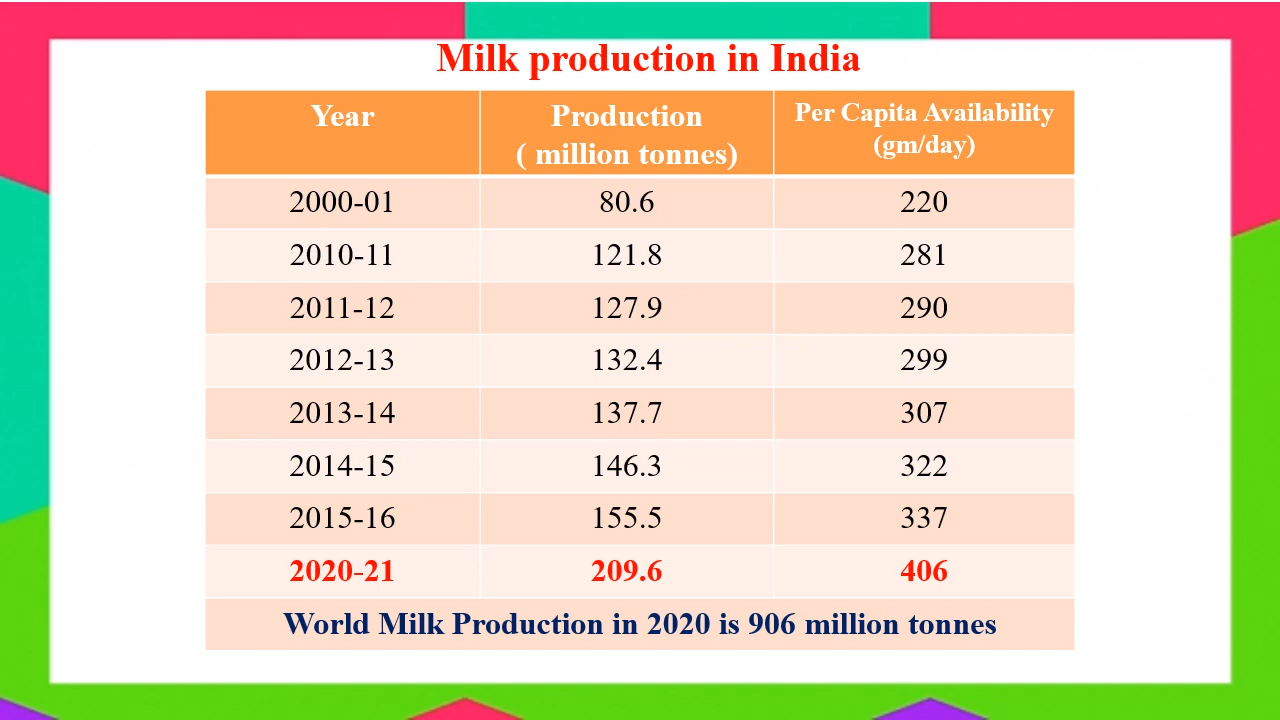 Milk production in India
Year Production Per Capita Availability
( million tonnes) (gm/day)
2000-01 80.6 220
2010-11 121.8 281
2011-12 127.9 290
2012-13 132.4 299
2013-14 137.7 307
2014-15 146.3 322
2015-16 155.5 337
2020-21 209.6 406
World Milk Production in 2020 is 906 million tonnes